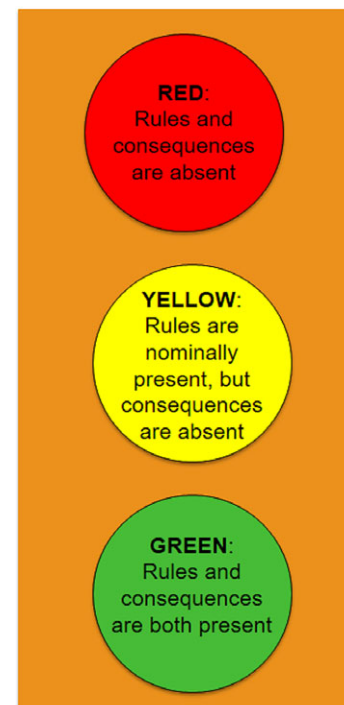 RED:
Rules and
consequences
are absent
YELLOW:
Rules are
nominally
present, but
consequences
are absent
GREEN:
Rules and
consequences
are both present